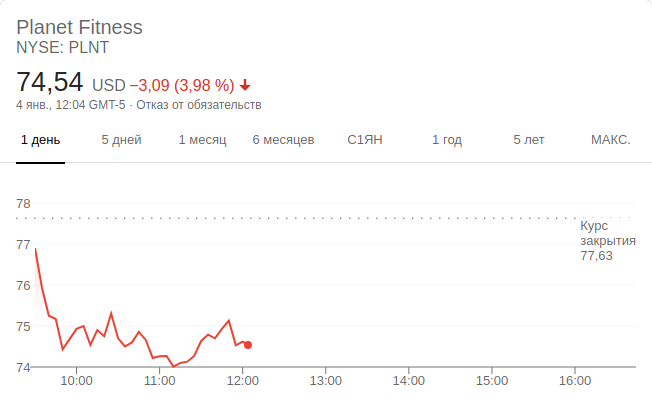 Planet Fitness
NYSE: PLNT
74,54 USD −3,09 (3,98 %)
4 янв., 12:04 GMT-5 · Отказ от обязательств
1 день 5 дней 1 месяц 6 месяцев С1ЯН 1 год 5 лет МАКС.
78
Курс
закрытия
77,63
77
76
75
74
10:00 11:00 12:00 13:00 14:00 15:00 16:00